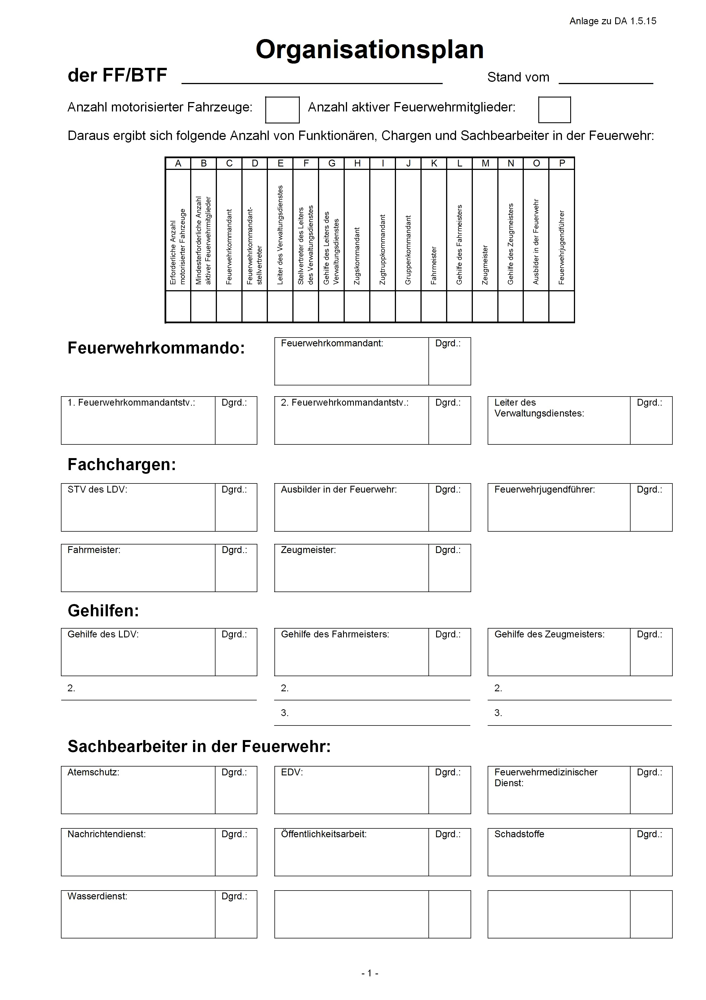 Anlage zu DA 1.5.15
Organisationsplan
der FF/BTF Stand vom
Anzahl motorisierter Fahrzeuge: Anzahl aktiver Feuerwehrmitglieder:
Daraus ergibt sich folgende Anzahl von Funktionären, Chargen und Sachbearbeiter in der Feuerwehr:
A B C D E F G H I J K L M N O P
Erforderliche Anzahl
motorisierter Fahrzeuge
Mindesterforderliche Anzahl
aktiver Feuerwehrmitglieder
Feuerwehrkommandant
Feuerwehrkommandant-
stellvertreter
Leiter des Verwaltungsdienstes
Stellvertreter des Leiters
des Verwaltungsdienstes
Gehilfe des Leiters des
Verwaltungsdienstes
Zugskommandant
Zugtruppkommandant
Gruppenkommandant
Fahrmeister
Gehilfe des Fahrmeisters
Zeugmeister
Gehilfe des Zeugmeisters
Ausbilder in der Feuerwehr
Feuerwehrjugendführer
Feuerwehrkommando:
Feuerwehrkommandant: Dgrd.:
1. Feuerwehrkommandantstv.: Dgrd.:
2. Feuerwehrkommandantstv.: Dgrd.:
Leiter des Dgrd.:
Verwaltungsdienstes:
Fachchargen:
STV des LDV: Dgrd.:
Ausbilder in der Feuerwehr: Dgrd.:
Feuerwehrjugendführer: Dgrd.:
Fahrmeister: Dgrd.:
Zeugmeister: Dgrd.:
Gehilfen:
Gehilfe des LDV: Dgrd.:
Gehilfe des Fahrmeisters: Dgrd.:
Gehilfe des Zeugmeisters: Dgrd.:
2. 2. 2.
3. 3.
Sachbearbeiter in der Feuerwehr:
Atemschutz: Dgrd.:
EDV: Dgrd.:
Feuerwehrmedizinischer Dgrd.:
Dienst:
Nachrichtendienst: Dgrd.:
Öffentlichkeitsarbeit: Dgrd.:
Schadstoffe Dgrd.:
Wasserdienst: Dgrd.:
- 1 -